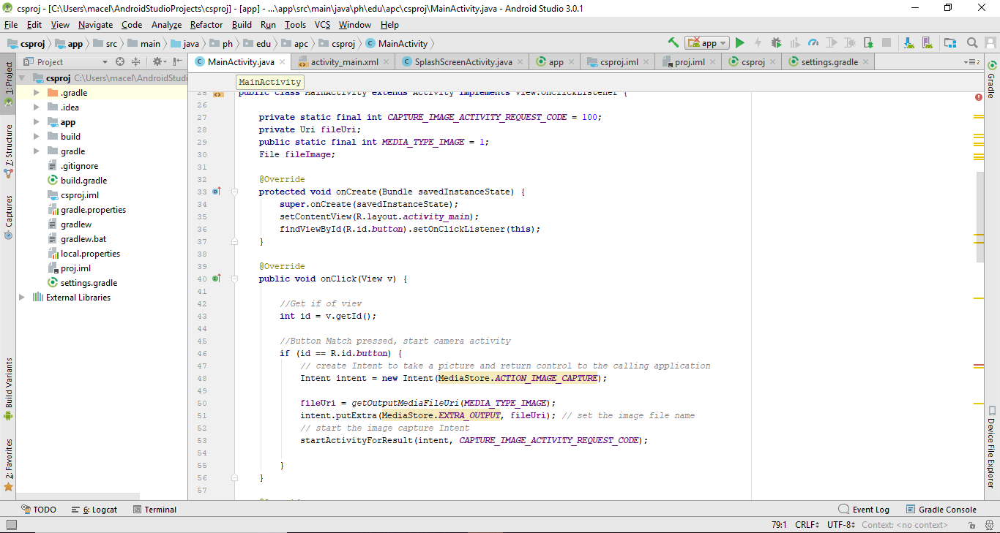 csproj - [C:\Users\macel\AndroidStudioProjects\csproj] - [app] - ...\app\src\main\java\ph\edu\apc\csproj\MainActivity.java - Android Studio 3.0.1
File Edit View Navigate Code Analyze Refactor Build Run Tools VCS Window Help
csproj app src main java ph edu apc csproj MainActivity app
Project MainActivity.java activity_main.xml SplashScreenActivity.java app csproj.iml proj.iml csproj settings.gradle 2
1: Project
7: Structure
Captures
Build Variants
2: Favorites
csproj C:\Users\macel\AndroidStudi
.gradle
.idea
app
build
gradle
.gitignore
build.gradle
csproj.iml
gradle.properties
gradlew
gradlew.bat
local.properties
proj.iml
settings.gradle
External Libraries
MainActivity
25 public class MainActivity extends Activity implements View.OnClickListener {
26
27 private static final int CAPTURE_IMAGE_ACTIVITY_REQUEST_CODE = 100;
28 private Uri fileUri;
29 public static final int MEDIA_TYPE_IMAGE = 1;
30 File fileImage;
31
32 @Override
33 protected void onCreate(Bundle savedInstanceState) {
34 super.onCreate(savedInstanceState);
35 setContentView(R.layout.activity_main);
36 findViewById(R.id.button).setOnClickListener(this);
37 }
38
39 @Override
40 public void onClick(View v) {
41
42 //Get if of view
43 int id = v.getId();
44
45 //Button Match pressed, start camera activity
46 if (id == R.id.button) {
47 // create Intent to take a picture and return control to the calling application
48 Intent intent = new Intent(MediaStore.ACTION_IMAGE_CAPTURE);
49
50 fileUri = getOutputMediaFileUri(MEDIA_TYPE_IMAGE);
51 intent.putExtra(MediaStore.EXTRA_OUTPUT, fileUri); // set the image file name
52 // start the image capture Intent
53 startActivityForResult(intent, CAPTURE_IMAGE_ACTIVITY_REQUEST_CODE);
54
55 }
56 }
57
Gradle
Device File Explorer
TODO 6: Logcat Terminal Event Log Gradle Console
79:1 CRLF UTF-8 Context: <no context>